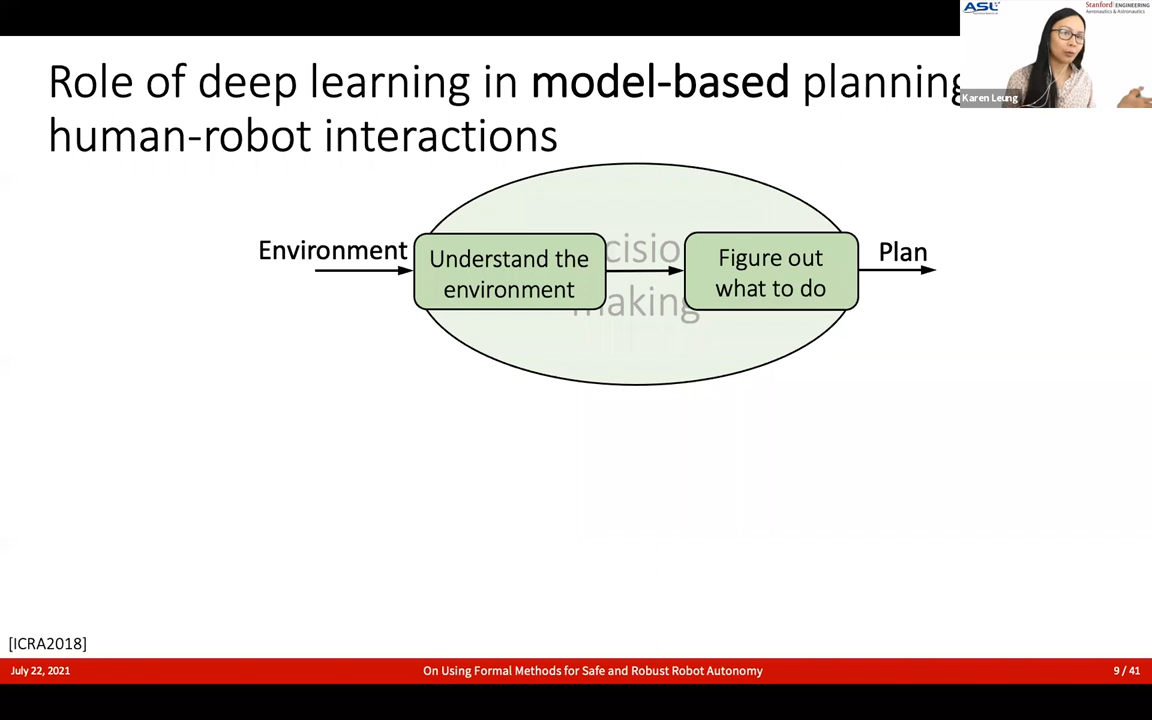 ASL
Stanford ENGINEERING
Aeronautics & Astronautics
Karen Leung
Role of deep learning in model-based planning
human-robot interactions
Environment
Understand the
environment
Figure out
what to do
Plan
making
[ICRA2018]
July 22, 2021
On Using Formal Methods for Safe and Robust Robot Autonomy
9 / 41